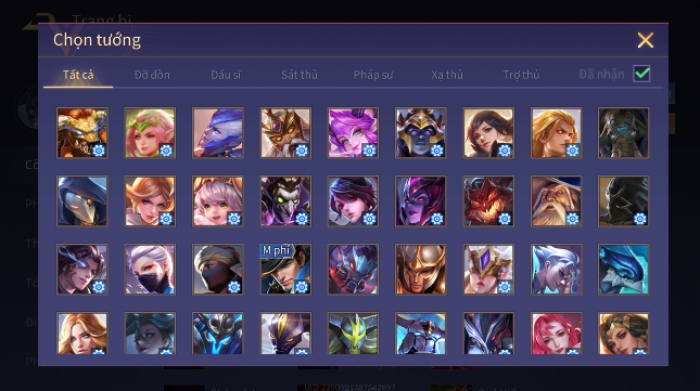 Trang bị
Chọn tướng
Tất cả
Đỡ đòn
Đấu sĩ
Sát thủ
Pháp sư
Xạ thủ
Trợ thủ
Đã nhận
M phí